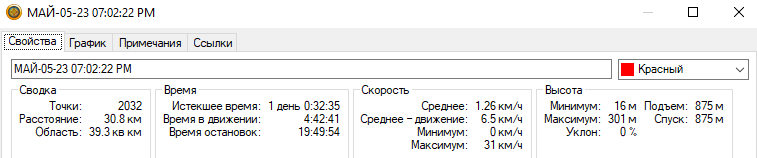 МАЙ-05-23 07:02:22 PM
Свойства График Примечания Ссылки
МАЙ-05-23 07:02:22 PM Красный
Сводка Время Скорость Высота
Точки: 2032 Истекшее время: 1 день 0:32:35 Среднее: 1.26 км/ч Минимум: 16 м Подъем: 875 м
Расстояние: 30.8 км Время в движении: 4:42:41 Среднее - движение: 6.5 км/ч Максимум: 301 м Спуск: 875 м
Область: 39.3 кв км Время остановок: 19:49:54 Минимум: 0 км/ч Уклон: 0 %
Максимум: 31 км/ч